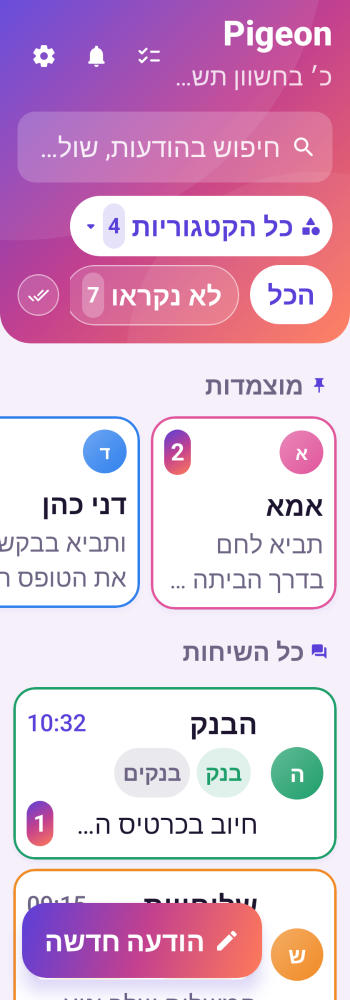 Pigeon
כ׳ בחשוון תש...
חיפוש בהודעות, שול...
כל הקטגוריות 4
הכל
לא נקראו 7
מוצמדות
א
2
אמא
תביא לחם
בדרך הביתה ...
ד
דני כהן
ותביא בבקש
את הטופס ה
כל השיחות
ה
הבנק
10:32
בנק
בנקים
חיוב בכרטיס ה...
1
ש
הודעה חדשה